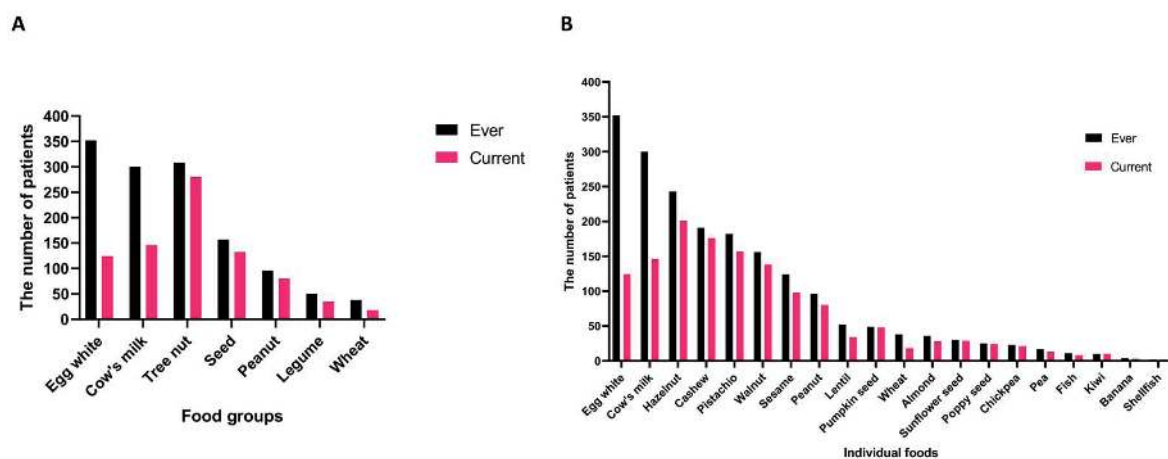 A
The number of patients
400
350
300
250
200
150
100
50
0
Egg white
Cow's milk
Tree nut
Seed
Peanut
Legume
Wheat
Food groups
Ever
Current
B
The number of patients
400
350
300
250
200
150
100
50
0
Egg white
Cow's milk
Hazelnut
Cashew
Pistachio
Walnut
Sesame
Peanut
Lentil
Pumpkin seed
Wheat
Almond
Sunflower seed
Poppy seed
Chickpea
Pea
Fish
Kiwi
Banana
Shellfish
Individual foods
Ever
Current